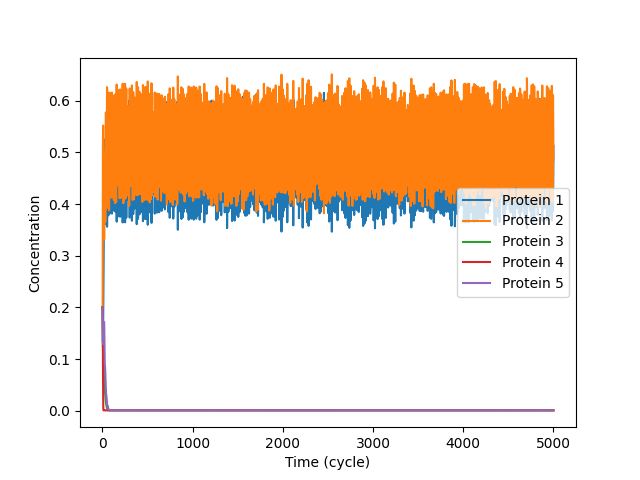 0.6
0.5
0.4
0.3
0.2
0.1
0.0
Concentration
0
1000
2000
3000
4000
5000
Time (cycle)
Protein 1
Protein 2
Protein 3
Protein 4
Protein 5